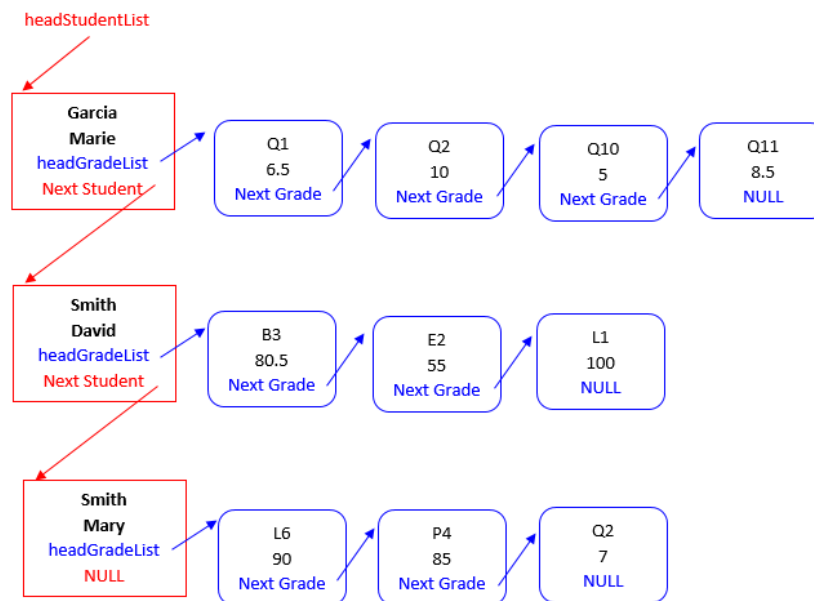 headStudentList
Garcia
Marie
headGradeList
Next Student
Q1
6.5
Next Grade
Q2
10
Next Grade
Q10
5
Next Grade
Q11
8.5
NULL
Smith
David
headGradeList
Next Student
B3
80.5
Next Grade
E2
55
Next Grade
L1
100
NULL
Smith
Mary
headGradeList
NULL
L6
90
Next Grade
P4
85
Next Grade
Q2
7
NULL